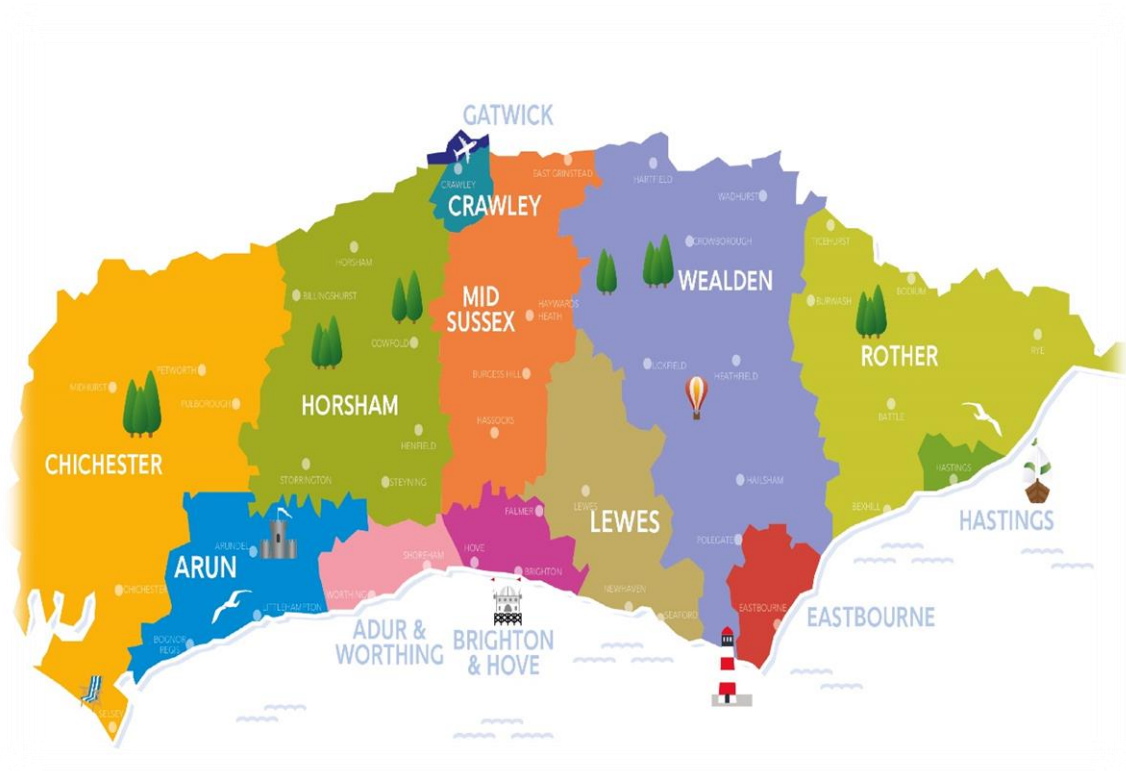 GATWICK
CRAWLEY
EAST GRINSTEAD
HARTFIELD
WADHURST
CRAWLEY
HORSHAM
CROWBOROUGH
TICEHURST
WEALDEN
BILLINGSHURST
MID
SUSSEX
HAYWARDS
HEATH
BURWASH
BODIUM
COWFOLD
ROTHER
RYE
MIDHURST
PETWORTH
BURGESS HILL
UCKFIELD
HEATHFIELD
PULBOROUGH
HORSHAM
BATTLE
HASSOCKS
HENFIELD
CHICHESTER
HASTINGS
STORRINGTON
STEYNING
HAILSHAM
LEWES
FALMER
BEXHILL
HASTINGS
LEWES
ARUNDEL
HOVE
POLEGATE
SHOREHAM
ARUN
BRIGHTON
CHICHESTER
WORTHING
NEWHAVEN
LITTLEHAMPTON
EASTBOURNE
SEAFORD
EASTBOURNE
BOGNOR
REGIS
ADUR &
WORTHING
BRIGHTON
& HOVE
SELSEY